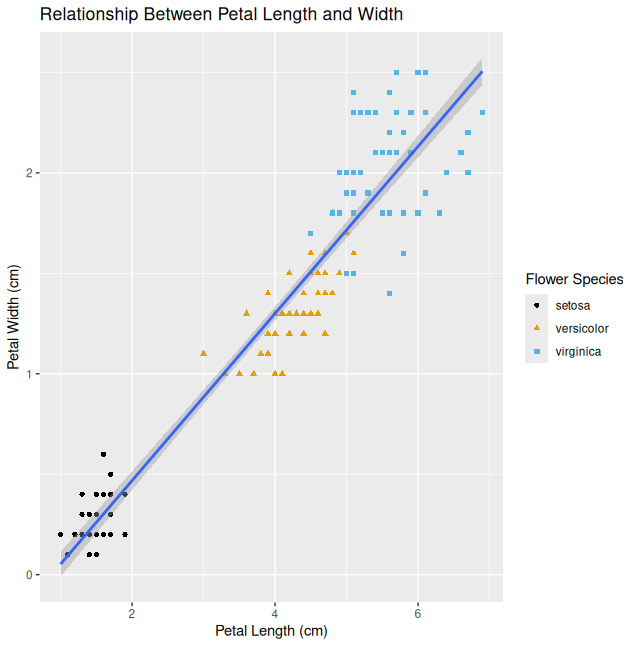 Relationship Between Petal Length and Width
Petal Width (cm)
2
1
0
2 4 6
Petal Length (cm)
Flower Species
setosa
versicolor
virginica